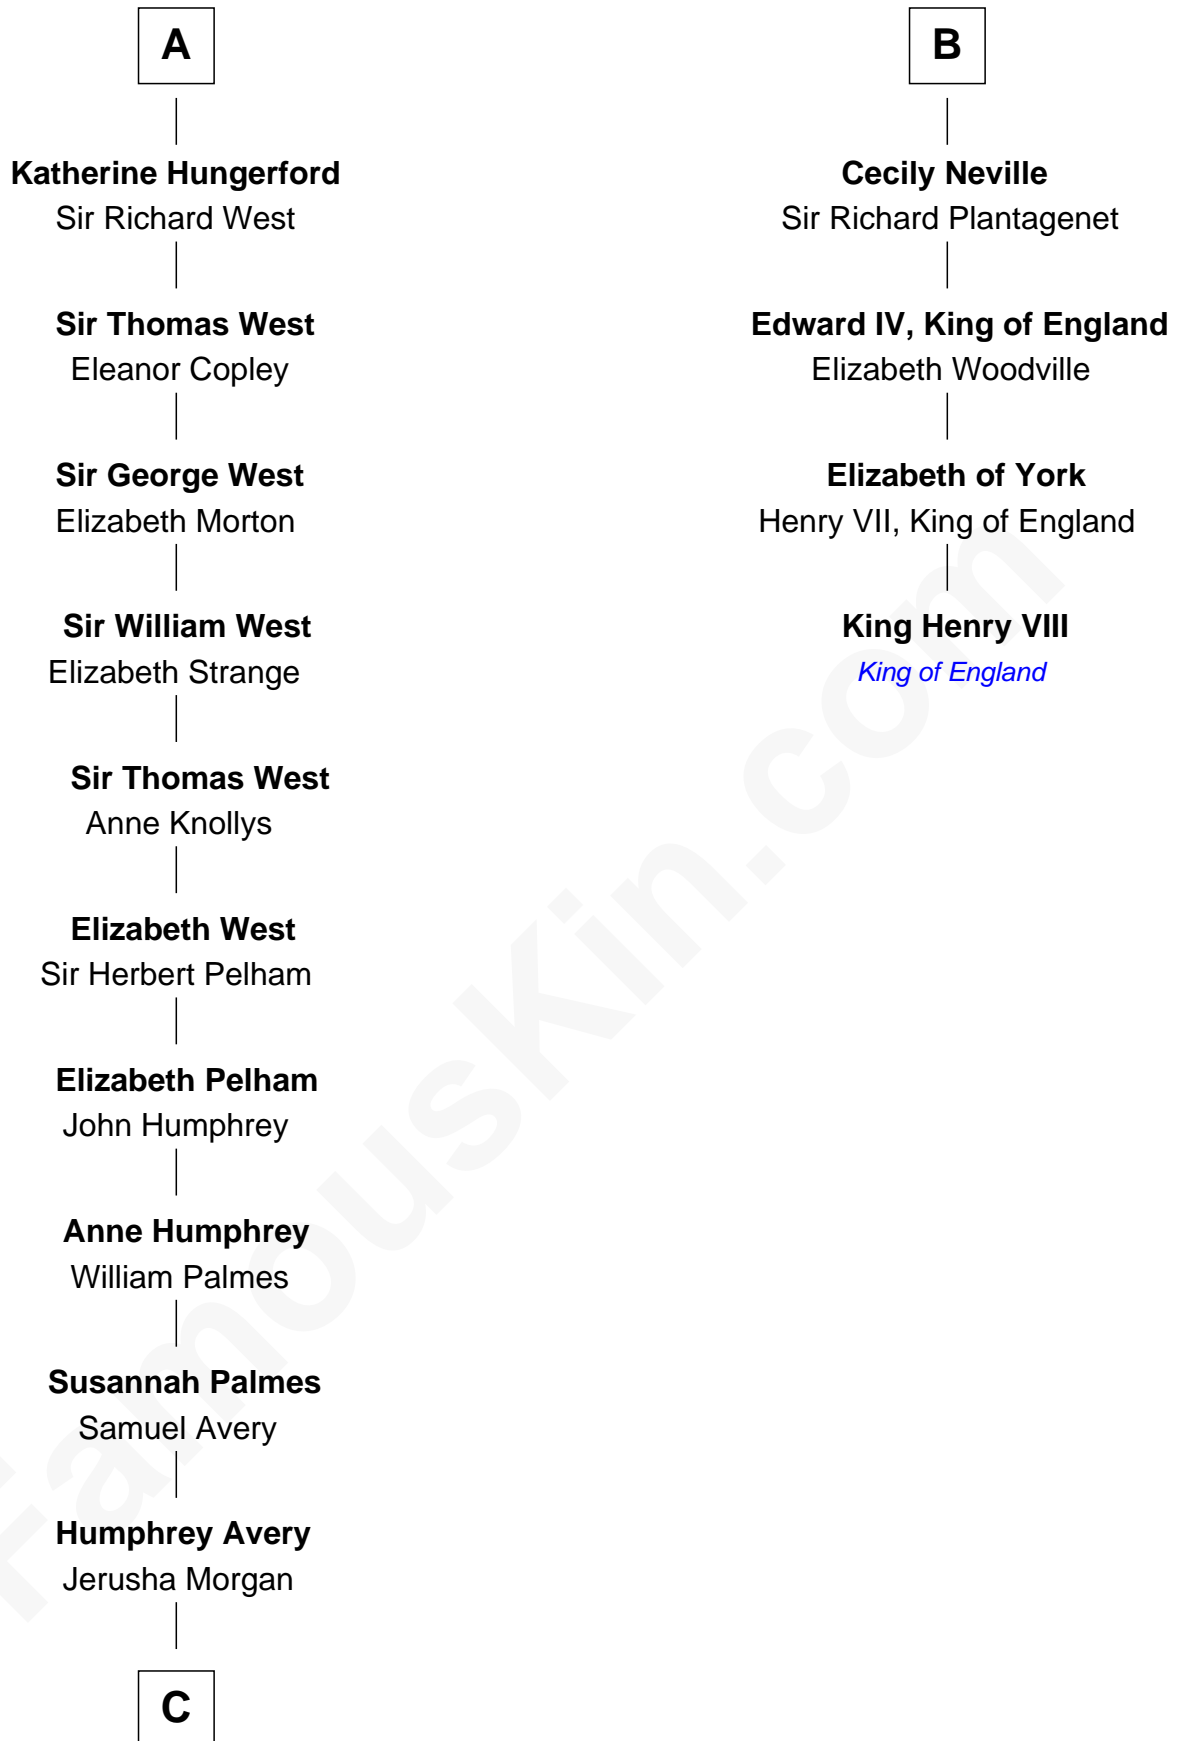 A
Katherine Hungerford
Sir Richard West
Sir Thomas West
Eleanor Copley
Sir George West
Elizabeth Morton
Sir William West
Elizabeth Strange
Sir Thomas West
Anne Knollys
Elizabeth West
Sir Herbert Pelham
Elizabeth Pelham
John Humphrey
Anne Humphrey
William Palmes
Susannah Palmes
Samuel Avery
Humphrey Avery
Jerusha Morgan
C
B
Cecily Neville
Sir Richard Plantagenet
Edward IV, King of England
Elizabeth Woodville
Elizabeth of York
Henry VII, King of England
King Henry VIII
King of England
FamousKin.com